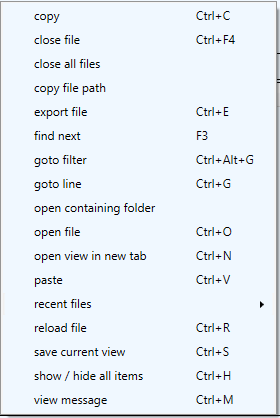 copy Ctrl+C
close file Ctrl+F4
close all files
copy file path
export file Ctrl+E
find next F3
goto filter Ctrl+Alt+G
goto line Ctrl+G
open containing folder
open file Ctrl+O
open view in new tab Ctrl+N
paste Ctrl+V
recent files
reload file Ctrl+R
save current view Ctrl+S
show / hide all items Ctrl+H
view message Ctrl+M